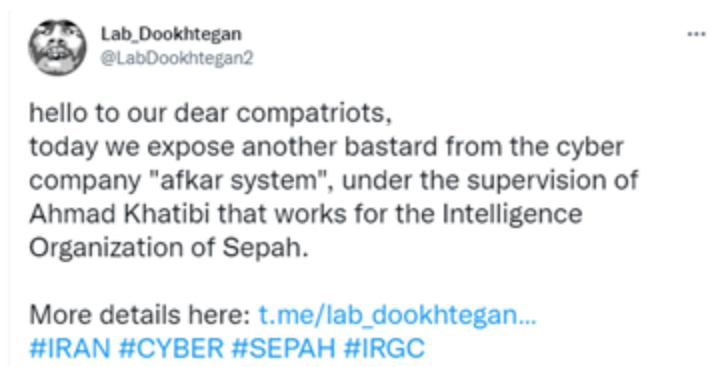 Lab_Dookhtegan
@LabDookhtegan2
hello to our dear compatriots,
today we expose another bastard from the cyber
company "afkar system", under the supervision of
Ahmad Khatibi that works for the Intelligence
Organization of Sepah.
More details here: t.me/lab_dookhtegan...
#IRAN #CYBER #SEPAH #IRGC